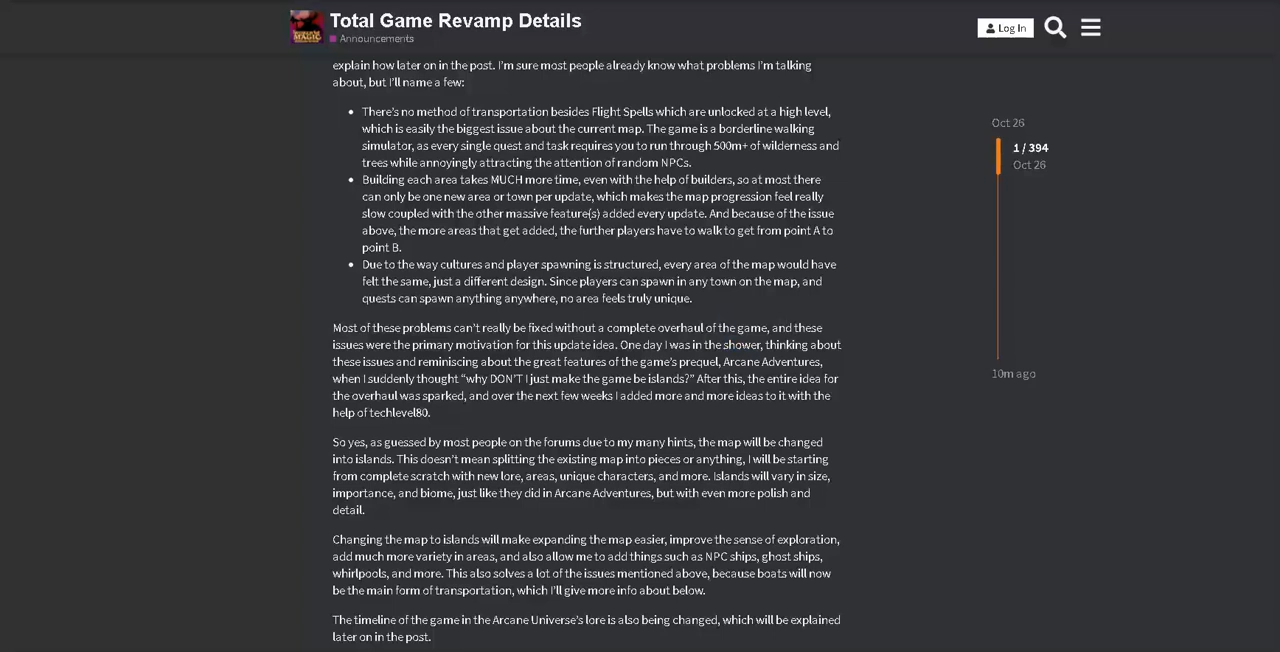 Total Game Revamp Details
Announcements
Log In
explain how later on in the post. I'm sure most people already know what problems I'm talking
about, but I'll name a few:
• There's no method of transportation besides Flight Spells which are unlocked at a high level,
which is easily the biggest issue about the current map. The game is a borderline walking
simulator, as every single quest and task requires you to run through 500m+ of wilderness and
trees while annoyingly attracting the attention of random NPCs.
• Building each area takes MUCH more time, even with the help of builders, so at most there
can only be one new area or town per update, which makes the map progression feel really
slow coupled with the other massive feature(s) added every update. And because of the issue
above, the more areas that get added, the further players have to walk to get from point A to
point B.
• Due to the way cultures and player spawning is structured, every area of the map would have
felt the same, just a different design. Since players can spawn in any town on the map, and
quests can spawn anything anywhere, no area feels truly unique.
Most of these problems can't really be fixed without a complete overhaul of the game, and these
issues were the primary motivation for this update idea. One day I was in the shower, thinking about
these issues and reminiscing about the great features of the game's prequel, Arcane Adventures,
when I suddenly thought “why DON'T I just make the game be islands?” After this, the entire idea for
the overhaul was sparked, and over the next few weeks I added more and more ideas to it with the
help of techlevel80.
So yes, as guessed by most people on the forums due to my many hints, the map will be changed
into islands. This doesn't mean splitting the existing map into pieces or anything, I will be starting
from complete scratch with new lore, areas, unique characters, and more. Islands will vary in size,
importance, and biome, just like they did in Arcane Adventures, but with even more polish and
detail.
Changing the map to islands will make expanding the map easier, improve the sense of exploration,
add much more variety in areas, and also allow me to add things such as NPC ships, ghost ships,
whirlpools, and more. This also solves a lot of the issues mentioned above, because boats will now
be the main form of transportation, which I'll give more info about below.
The timeline of the game in the Arcane Universe's lore is also being changed, which will be explained
later on in the post.
Oct 26
1 / 394
Oct 26
10m ago